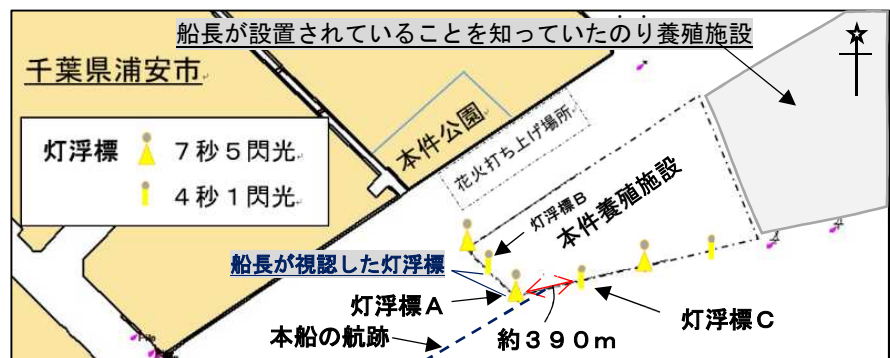 船長が設置されていることを知っていたのり養殖施設
千葉県浦安市
灯浮標 7秒5閃光
4秒1閃光
本件公園
花火打ち上げ場所
灯浮標B
本件養殖施設
船長が視認した灯浮標
灯浮標A
灯浮標C
本船の航跡
約390m